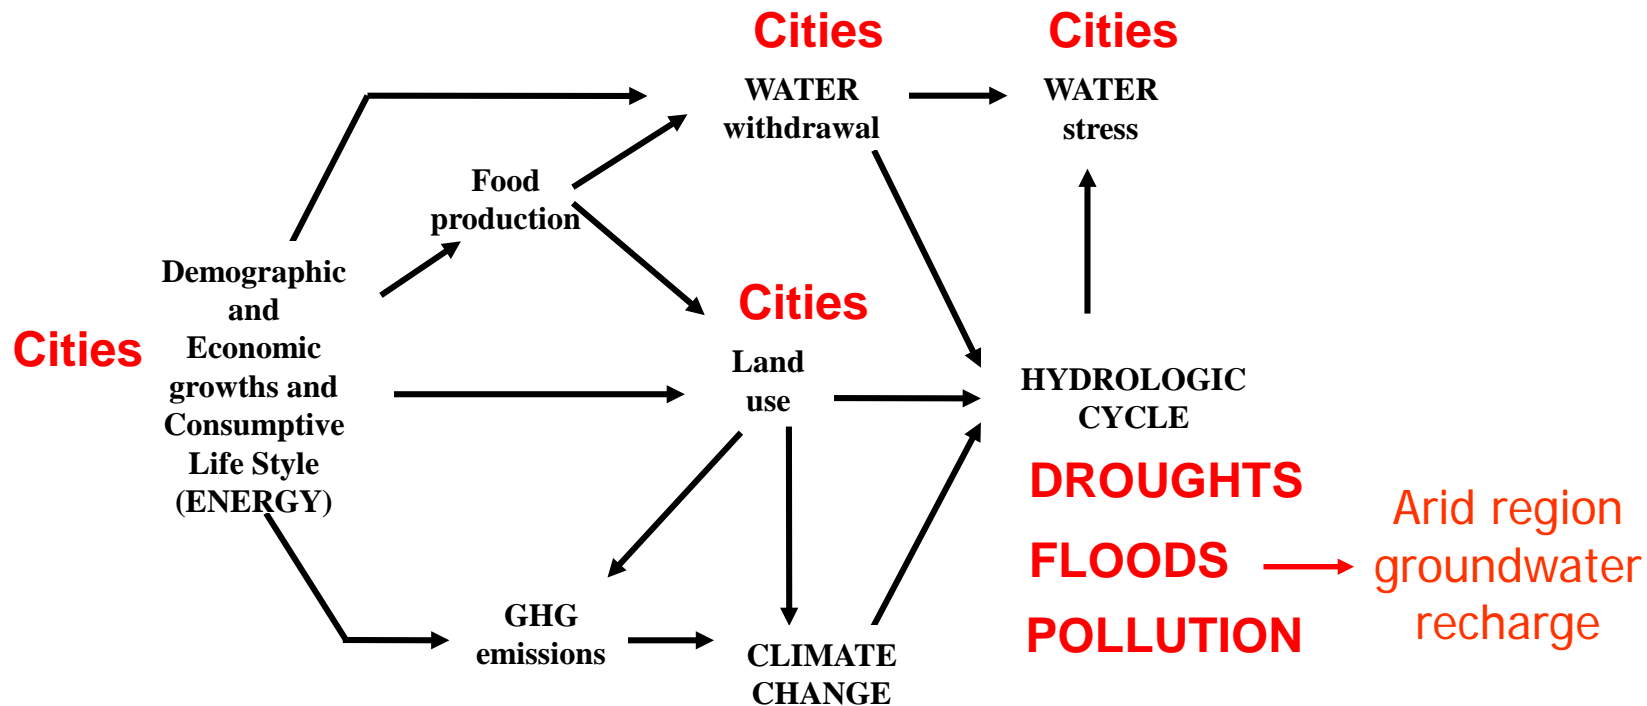 Cities
Cities
WATER
withdrawal
WATER
stress
Food
production
Cities
Demographic
and
Economic
growths and
Consumptive
Life Style
(ENERGY)
Cities
Land
use
HYDROLOGIC
CYCLE
DROUGHTS
FLOODS
POLLUTION
Arid region
groundwater
recharge
GHG
emissions
CLIMATE
CHANGE